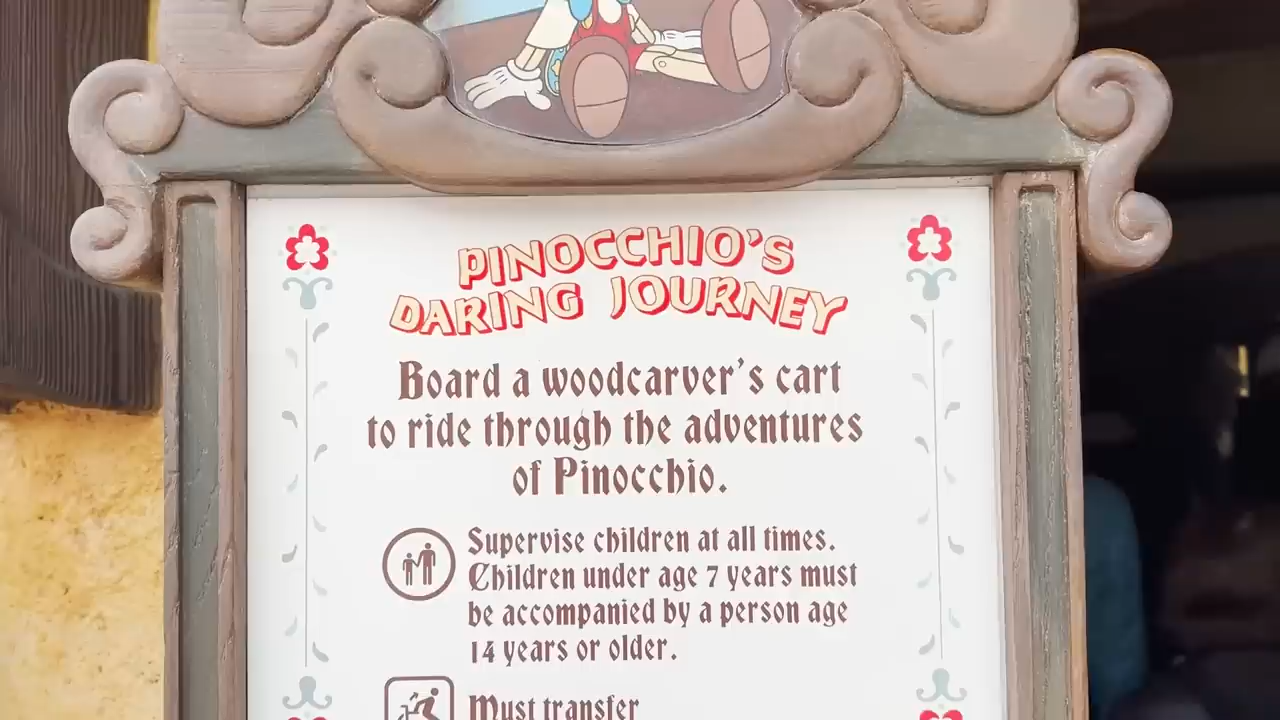 PINOCCHIO'S
DARING JOURNEY
Board a woodcarver's cart
to ride through the adventures
of Pinocchio.
Supervise children at all times.
Children under age 7 years must
be accompanied by a person age
14 years or older.
Must transfer